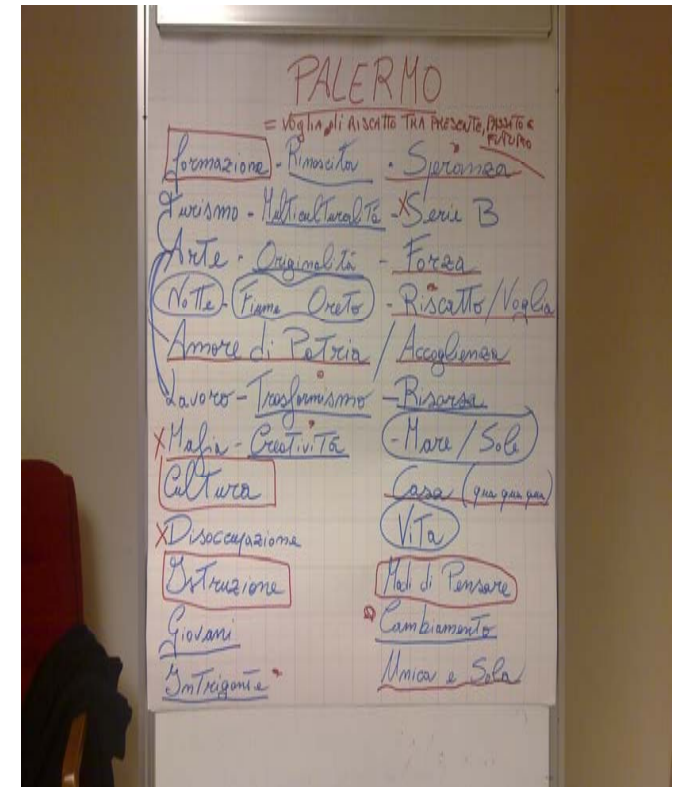 PALERMO
= VOGLIA di RISCATTO TRA PRESENTE, PASSATO e FUTURO
formazione - Rinascita - Speranza
Turismo - Multiculturalità - X Serie B
Arte - Originalità - Forza
Notte - Fiume Oreto - Riscatto / Voglia
Amore di Patria / Accoglienza
Lavoro - Trasformismo - Risorsa
X Mafia - Creatività - Mare / Sole
Cultura Casa (qua qua qua)
X Disoccupazione Vita
Istruzione Modi di Pensare
Giovani Cambiamento
Intrigante Unica e Sola